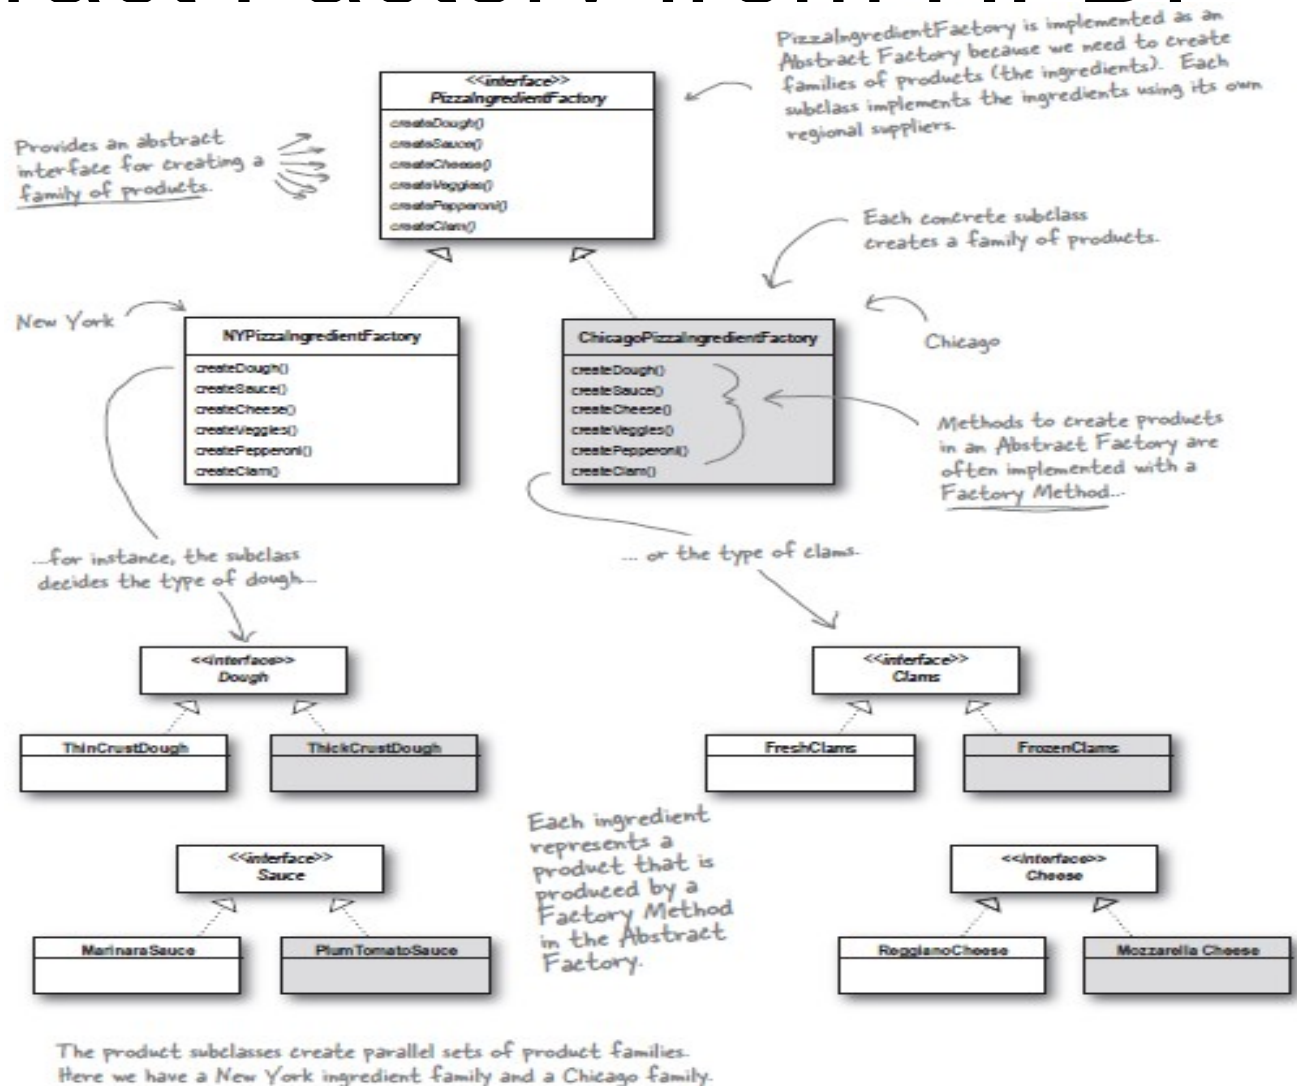 PizzaIngredientFactory is implemented as an
Abstract Factory because we need to create
families of products (the ingredients). Each
subclass implements the ingredients using its own
regional suppliers.
<<interface>>
PizzaIngredientFactory
createDough()
createSauce()
createCheese()
createVeggies()
createPepperoni()
createClam()
Provides an abstract
interface for creating a
family of products.
Each concrete subclass
creates a family of products.
New York
NYPizzaIngredientFactory
createDough()
createSauce()
createCheese()
createVeggies()
createPepperoni()
createClam()
ChicagoPizzaIngredientFactory
createDough()
createSauce()
createCheese()
createVeggies()
createPepperoni()
createClam()
Chicago
Methods to create products
in an Abstract Factory are
often implemented with a
Factory Method...
...for instance, the subclass
decides the type of dough...
... or the type of clams.
<<interface>>
Dough
ThinCrustDough
ThickCrustDough
<<interface>>
Clams
FreshClams
FrozenClams
<<interface>>
Sauce
MarinaraSauce
PlumTomatoSauce
Each ingredient
represents a
product that is
produced by a
Factory Method
in the Abstract
Factory.
<<interface>>
Cheese
ReggianoCheese
Mozzarella Cheese
The product subclasses create parallel sets of product families.
Here we have a New York ingredient family and a Chicago family.